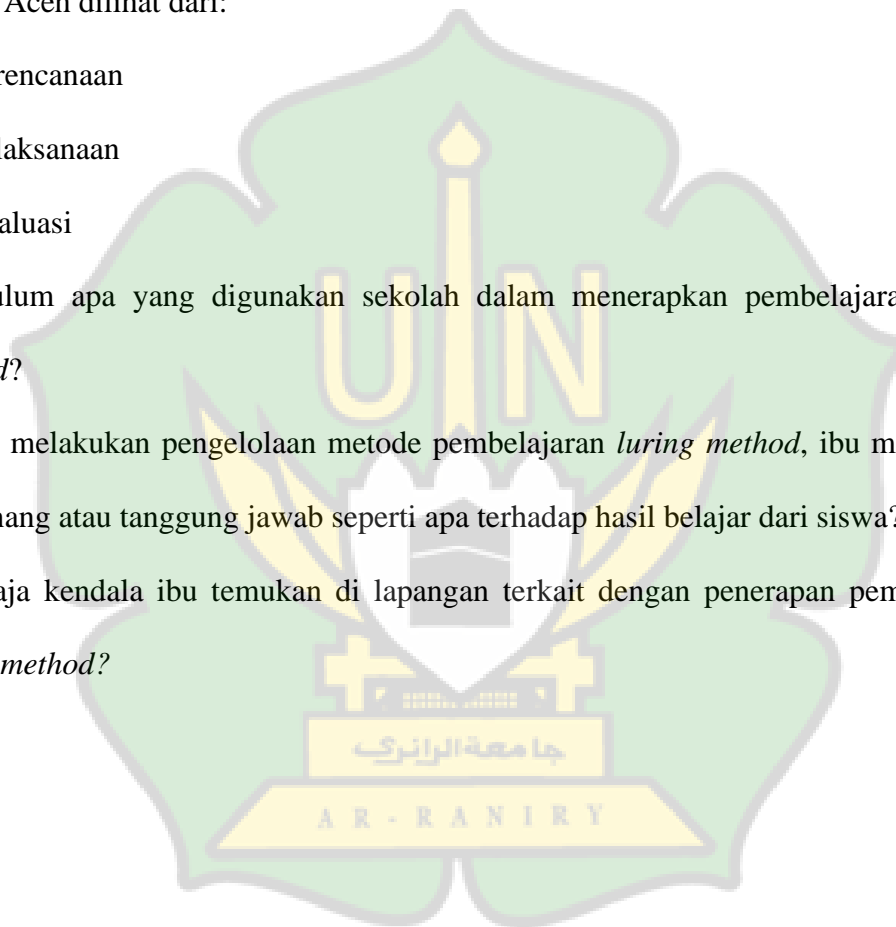 Aceh dilihat dari:
rencanaan
laksanaan
aluasi
ulum apa yang digunakan sekolah dalam menerapkan pembelajara
d?
melakukan pengelolaan metode pembelajaran luring method, ibu m
nang atau tanggung jawab seperti apa terhadap hasil belajar dari siswa?
aja kendala ibu temukan di lapangan terkait dengan penerapan pem
method?
UIN
جامعة الرانري
AR-RANIRY